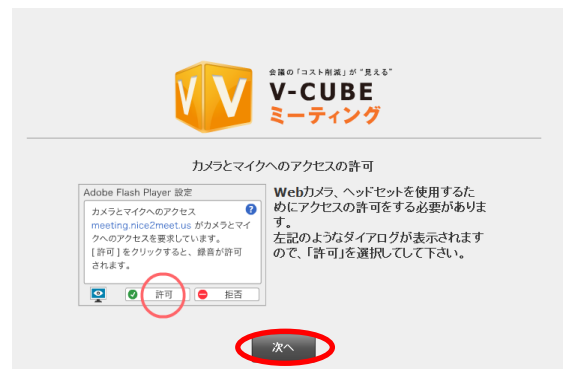 会議の「コスト削減」が"見える"
V-CUBE
ミーティング
カメラとマイクへのアクセスの許可
Adobe Flash Player 設定
カメラとマイクへのアクセス
meeting.nice2meet.us がカメラとマイ
クへのアクセスを要求しています。
[ 許可 ] をクリックすると、録音が許可
されます。
許可
拒否
Webカメラ、ヘッドセットを使用するた
めにアクセスの許可をする必要がありま
す。
左記のようなダイアログが表示されます
ので、「許可」を選択してして下さい。
次へ